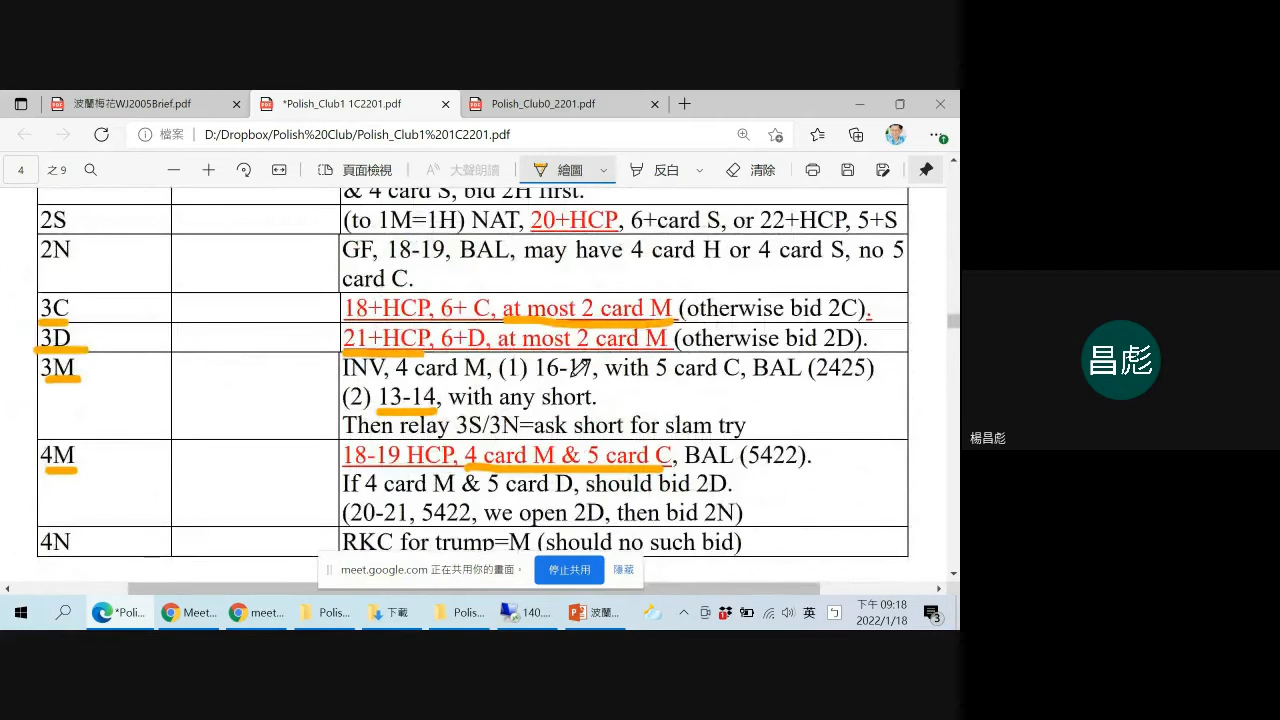 波蘭梅花WJ2005Brief.pdf
*Polish_Club1 1C2201.pdf
Polish_Club0_2201.pdf
檔案
D:/Dropbox/Polish%20Club/Polish_Club1%201C2201.pdf
4
之 9
頁面檢視
大聲朗讀
繪圖
反白
清除
& 4 card S, bid 2H first.
2S
(to 1M=1H) NAT, 20+HCP, 6+card S, or 22+HCP, 5+S
2N
GF, 18-19, BAL, may have 4 card H or 4 card S, no 5
card C.
3C
18+HCP, 6+ C, at most 2 card M (otherwise bid 2C).
3D
21+HCP, 6+D, at most 2 card M (otherwise bid 2D).
3M
INV, 4 card M, (1) 16-17, with 5 card C, BAL (2425)
(2) 13-14, with any short.
Then relay 3S/3N=ask short for slam try
4M
18-19 HCP, 4 card M & 5 card C, BAL (5422).
If 4 card M & 5 card D, should bid 2D.
(20-21, 5422, we open 2D, then bid 2N)
4N
RKC for trump=M (should no such bid)
meet.google.com 正在共用你的畫面。
停止共用
隱藏
*Poli...
Meet...
meet...
Polis...
下載
Polis...
140....
波蘭...
英
下午 09:18
2022/1/18
3
昌彪
楊昌彪